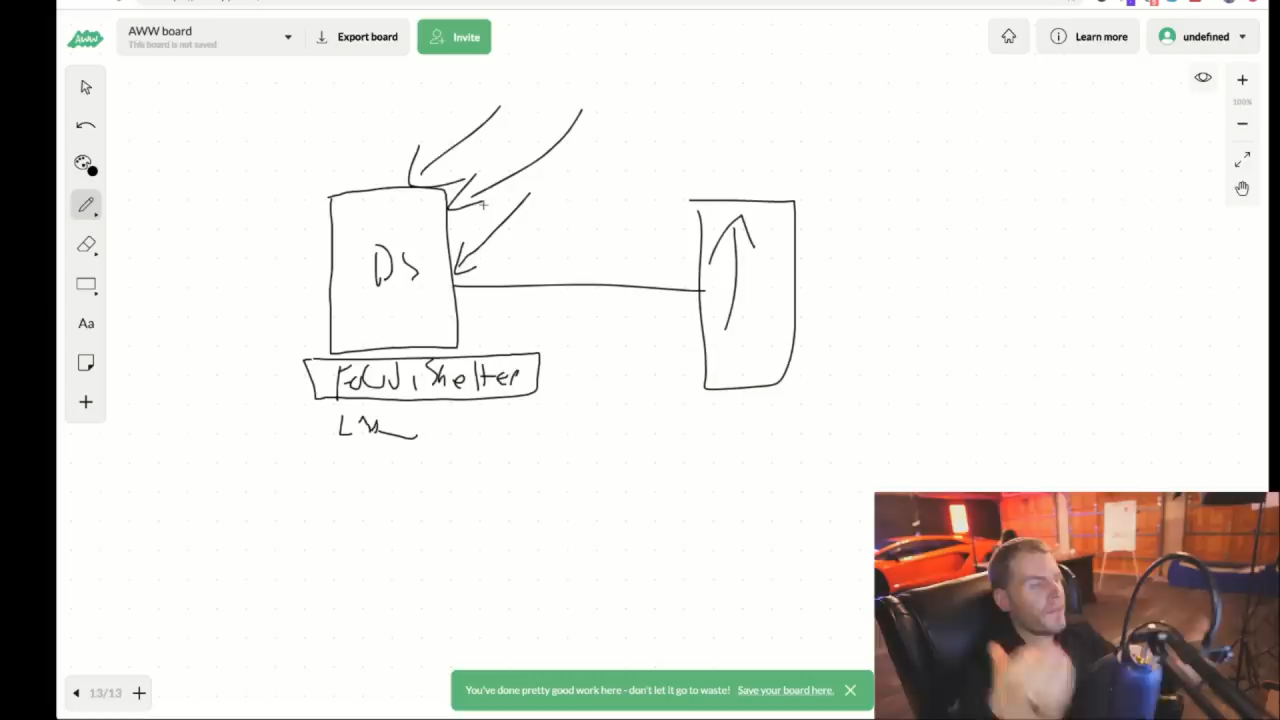 AWW board
This board is not saved
Export board
Invite
Learn more
undefined
AWW
100%
Aa
DS
Shelter
13/13
You've done pretty good work here - don't let it go to waste! Save your board here.